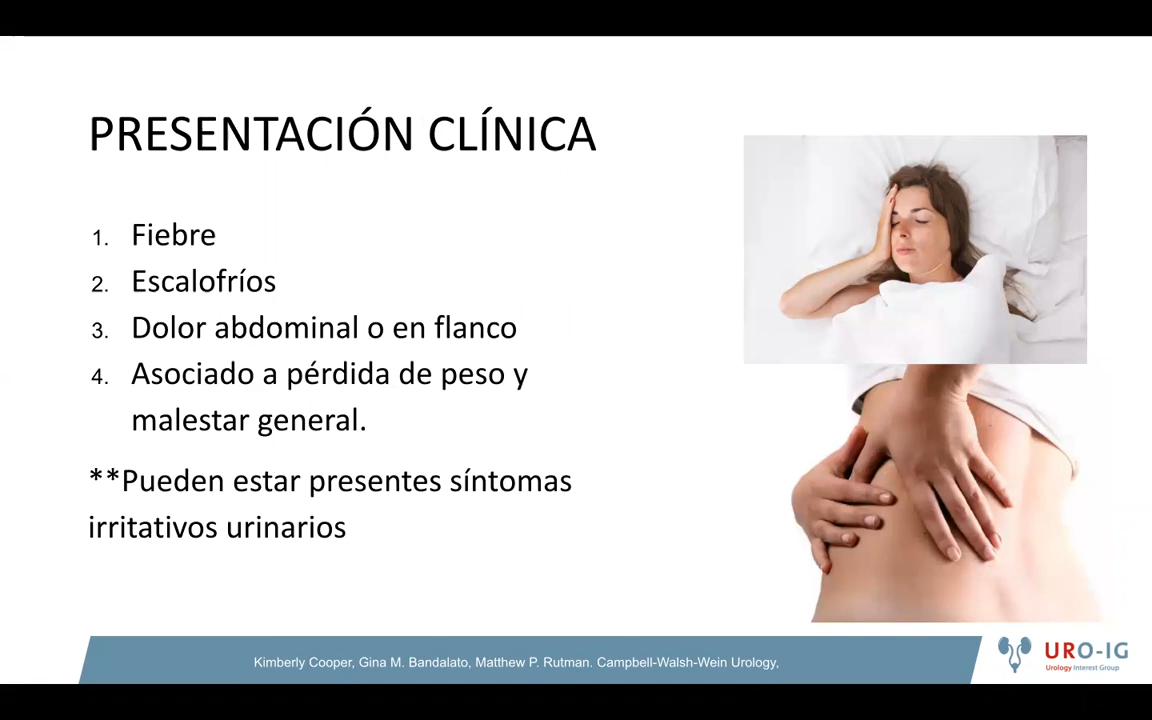 PRESENTACIÓN CLÍNICA
1. Fiebre
2. Escalofríos
3. Dolor abdominal o en flanco
4. Asociado a pérdida de peso y
malestar general.
**Pueden estar presentes síntomas
irritativos urinarios
Kimberly Cooper, Gina M. Bandalato, Matthew P. Rutman. Campbell-Walsh-Wein Urology,
URO-IG
Urology Interest Group